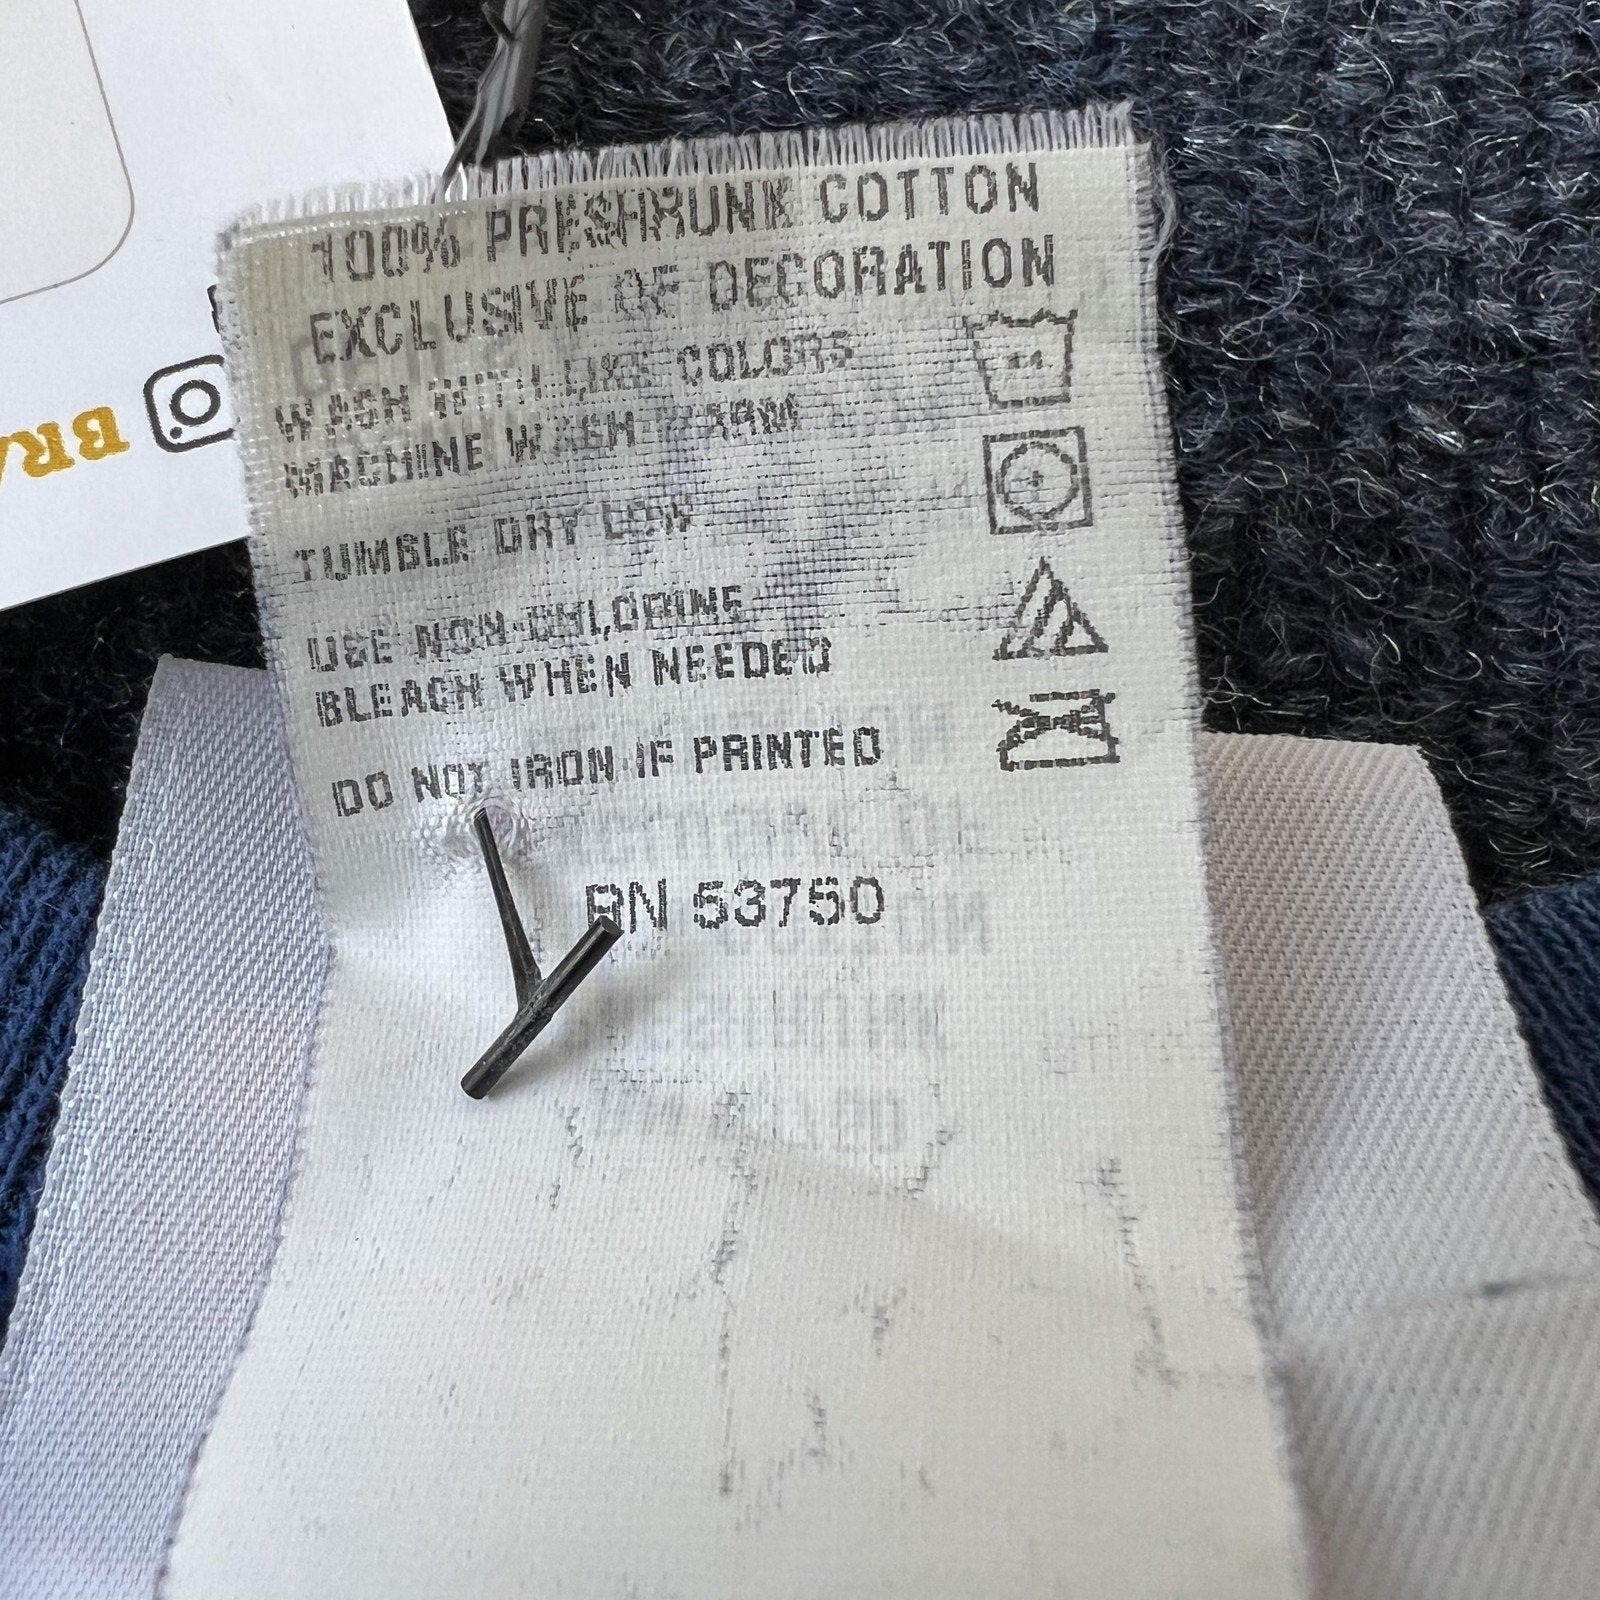 100% PRESHRUNK COTTON
EXCLUSIVE OF DECORATION
WASH WITH LIKE COLORS
MACHINE WASH WARM
TUMBLE DRY LOW
USE NON-CHLORINE
BLEACH WHEN NEEDED
DO NOT IRON IF PRINTED
RN 53750
BRA